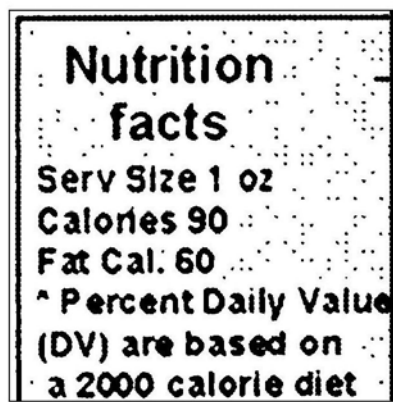 Nutrition
facts
Serv Size 1 oz
Calories 90
Fat Cal. 60
^ Percent Daily Value
(DV) are based on
a 2000 calorie diet